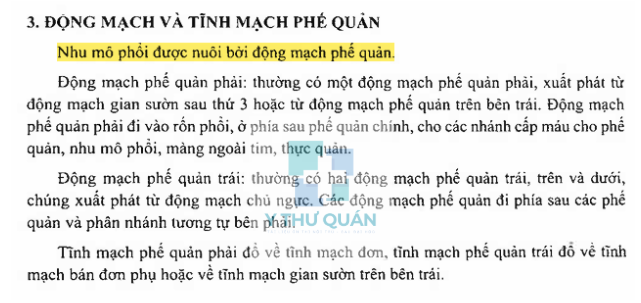 3. ĐỘNG MẠCH VÀ TĨNH MẠCH PHẾ QUẢN
Nhu mô phổi được nuôi bởi động mạch phế quản.
Động mạch phế quản phải: thường có một động mạch phế quản phải, xuất phát từ
động mạch gian sườn sau thứ 3 hoặc từ động mạch phế quản trên bên trái. Động mạch
phế quản phải đi vào rốn phổi, ở phía sau phế quản chính, cho các nhánh cấp máu cho phế
quản, nhu mô phổi, màng ngoài tim, thực quản.
Động mạch phế quản trái: thường có hai động mạch phế quản trái, trên và dưới,
chúng xuất phát từ động mạch chủ ngực. Các động mạch phế quản đi phía sau các phế
quản và phân nhánh tương tự bên phải.
Y THƯ QUÁN
Tĩnh mạch phế quản phải đổ về tĩnh mạch đơn, tĩnh mạch phế quản trái đổ về tĩnh
mạch bán đơn phụ hoặc về tĩnh mạch gian sườn trên bên trái.